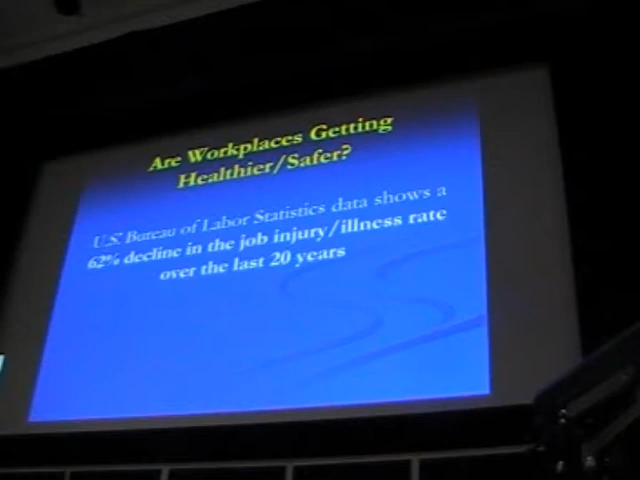 Are Workplaces Getting
Healthier/Safer?
U.S. Bureau of Labor Statistics data shows a
62% decline in the job injury/illness rate
over the last 20 years